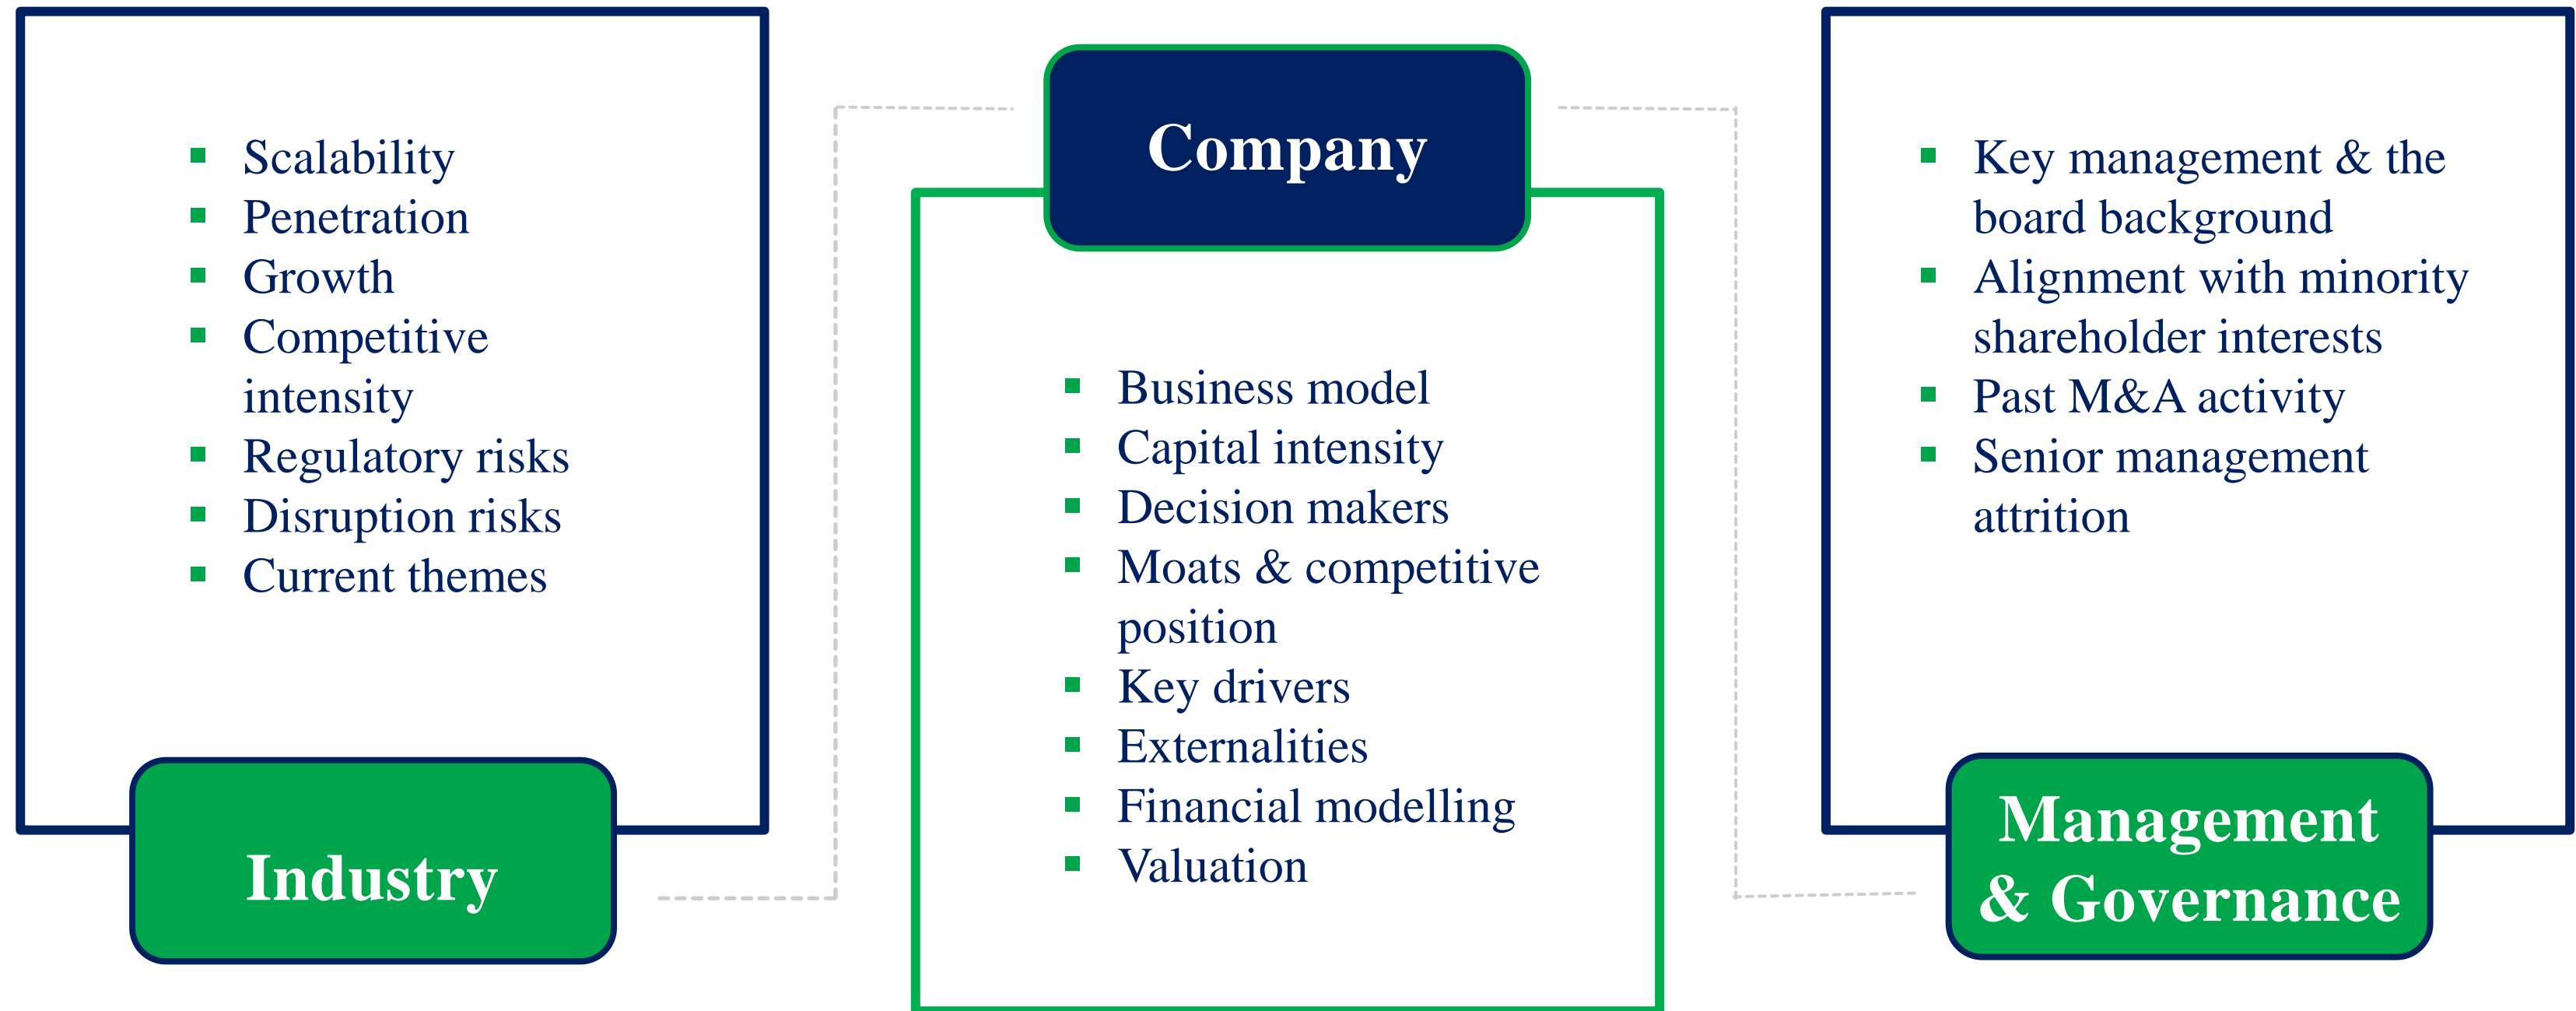 Scalability
Penetration
Growth
Competitive
intensity
Regulatory risks
Disruption risks
Current themes
Industry
Company
Business model
Capital intensity
Decision makers
Moats & competitive
position
Key drivers
Externalities
Financial modelling
Valuation
Key management & the
board background
Alignment with minority
shareholder interests
Past M&A activity
Senior management
attrition
Management
& Governance